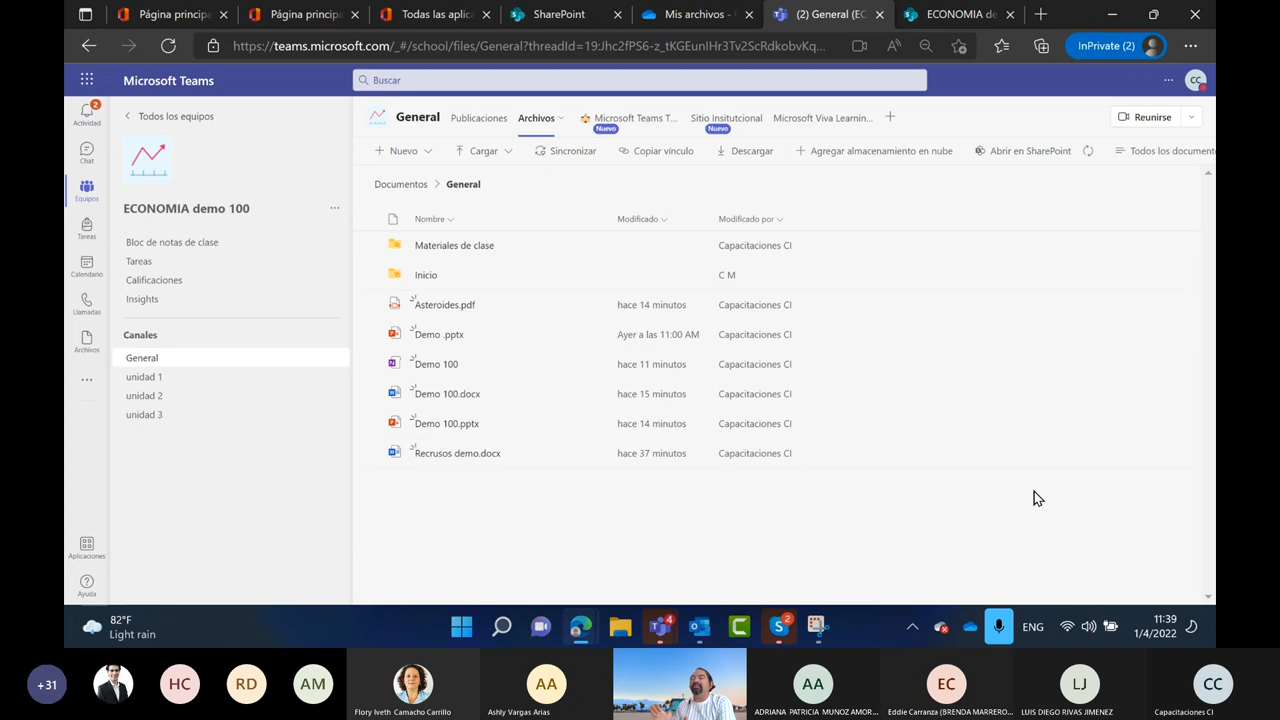 Página principa
Página principa
Todas las aplica
SharePoint
Mis archivos -
(2) General (EC
ECONOMIA de
https://teams.microsoft.com/_#/school/files/General?threadId=19:Jhc2fPS6-z_tKGEunIHr3Tv2ScRdkobvKq...
InPrivate (2)
Microsoft Teams
Buscar
CC
2
Actividad
Chat
Equipos
Tareas
Calendario
Llamadas
Archivos
Aplicaciones
Ayuda
Todos los equipos
ECONOMIA demo 100
Bloc de notas de clase
Tareas
Calificaciones
Insights
Canales
General
unidad 1
unidad 2
unidad 3
General
Publicaciones
Archivos
Microsoft Teams T...
Nuevo
Sitio Insitutcional
Nuevo
Microsoft Viva Learnin...
Reunirse
Nuevo
Cargar
Sincronizar
Copiar vínculo
Descargar
Agregar almacenamiento en nube
Abrir en SharePoint
Todos los document
Documentos > General
Nombre Modificado Modificado por
Materiales de clase Capacitaciones CI
Inicio C M
Asteroides.pdf hace 14 minutos Capacitaciones CI
Demo .pptx Ayer a las 11:00 AM Capacitaciones CI
Demo 100 hace 11 minutos Capacitaciones CI
Demo 100.docx hace 15 minutos Capacitaciones CI
Demo 100.pptx hace 14 minutos Capacitaciones CI
Recrusos demo.docx hace 37 minutos Capacitaciones CI
82°F
Light rain
4
2
ENG
11:39
1/4/2022
+31
HC
RD
AM
Flory Iveth Camacho Carrillo
AA
Ashly Vargas Arias
AA
ADRIANA PATRICIA MUNOZ AMOR...
EC
Eddie Carranza (BRENDA MARRERO...
LJ
LUIS DIEGO RIVAS JIMENEZ
CC
Capacitaciones CI